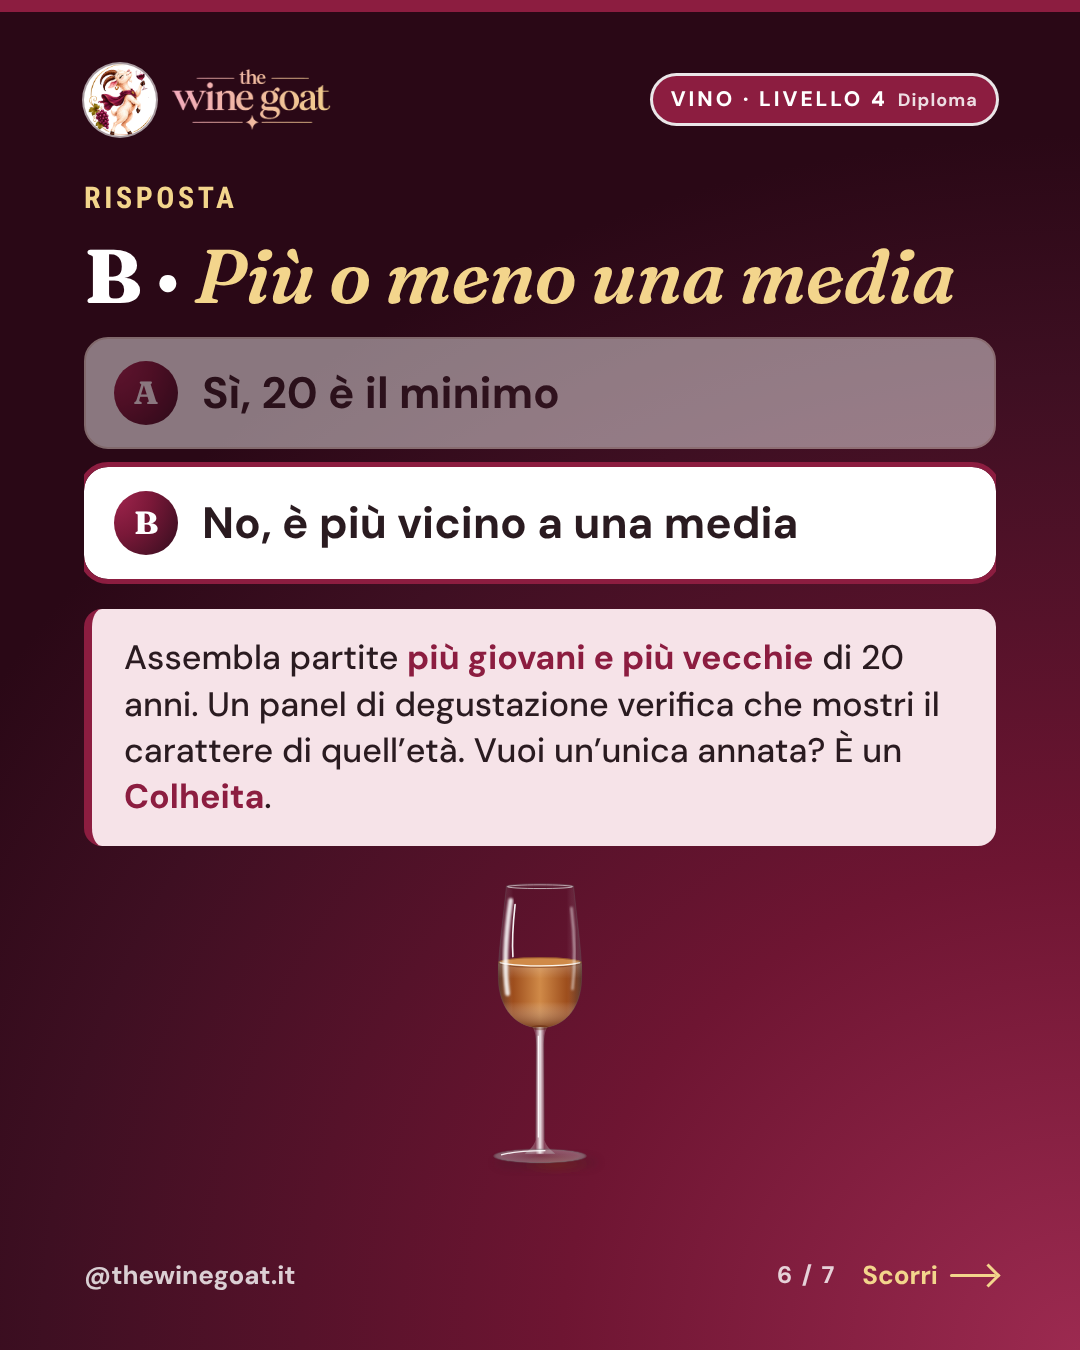 the
wine goat
VINO · LIVELLO 4 Diploma
RISPOSTA
B · Più o meno una media
A Sì, 20 è il minimo
B No, è più vicino a una media
Assembla partite più giovani e più vecchie di 20
anni. Un panel di degustazione verifica che mostri il
carattere di quell’età. Vuoi un’unica annata? È un
Colheita.
@thewinegoat.it
6 / 7 Scorri